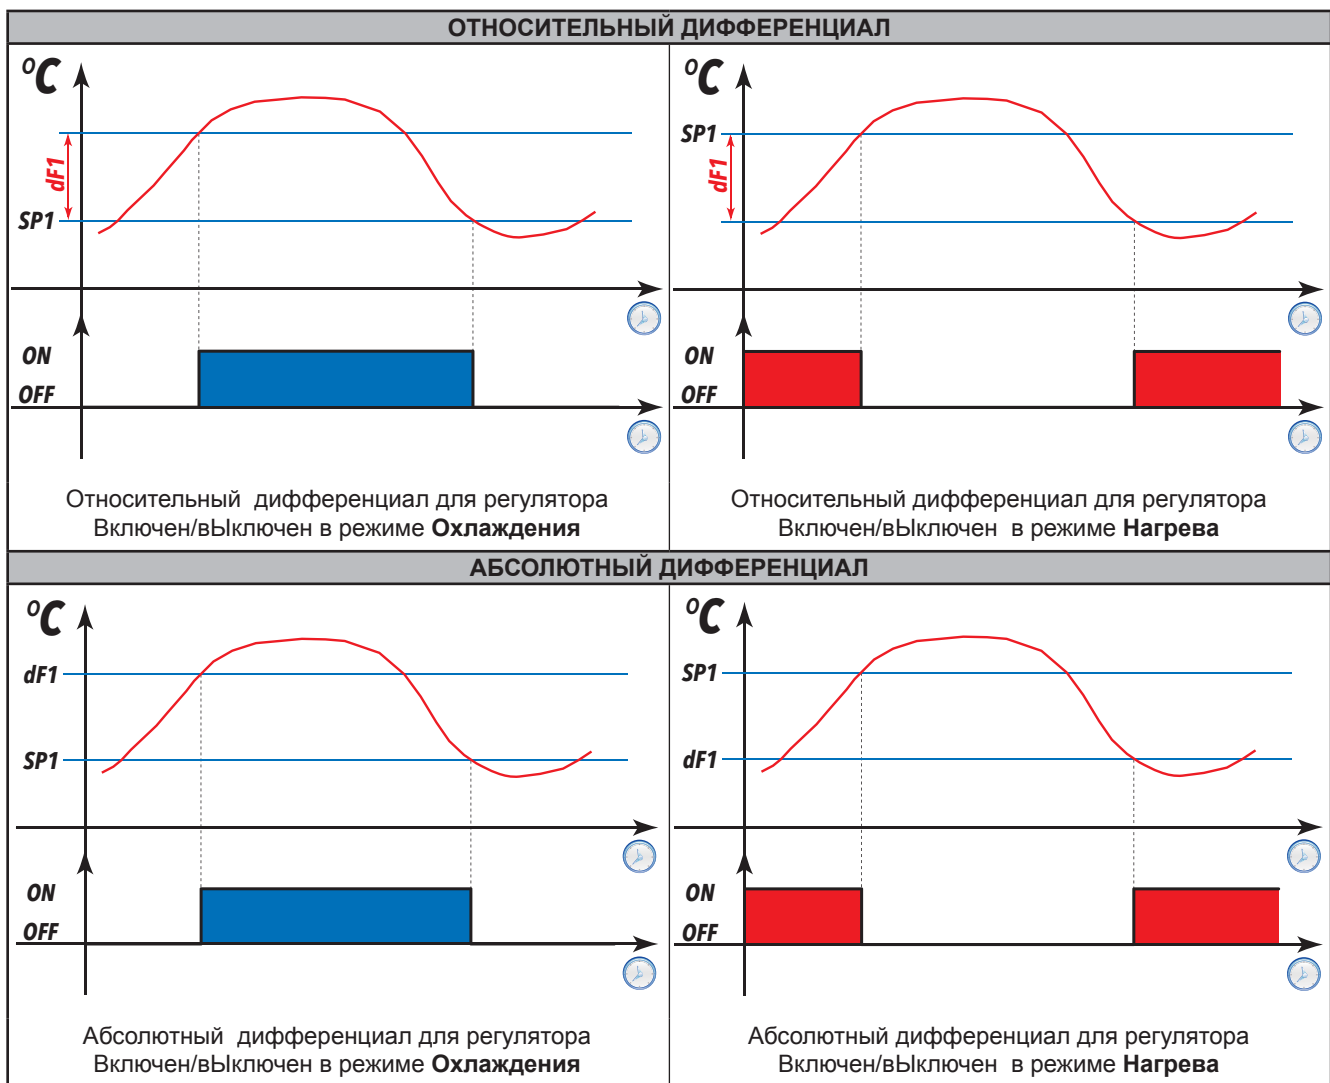 ОТНОСИТЕЛЬНЫЙ ДИФФЕРЕНЦИАЛ
°C
dF1
SP1
ON
OFF
Относительный дифференциал для регулятора
Включен/вЫключен в режиме Охлаждения
°C
SP1
dF1
ON
OFF
Относительный дифференциал для регулятора
Включен/вЫключен в режиме Нагрева
АБСОЛЮТНЫЙ ДИФФЕРЕНЦИАЛ
°C
dF1
SP1
ON
OFF
Абсолютный дифференциал для регулятора
Включен/вЫключен в режиме Охлаждения
°C
SP1
dF1
ON
OFF
Абсолютный дифференциал для регулятора
Включен/вЫключен в режиме Нагрева